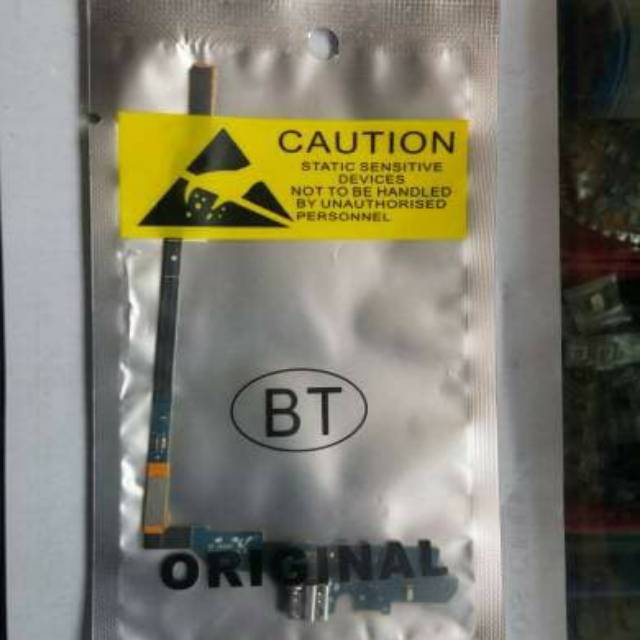 CAUTION
STATIC SENSITIVE
DEVICES
NOT TO BE HANDLED
BY UNAUTHORISED
PERSONNEL
BT
ORIGINAL